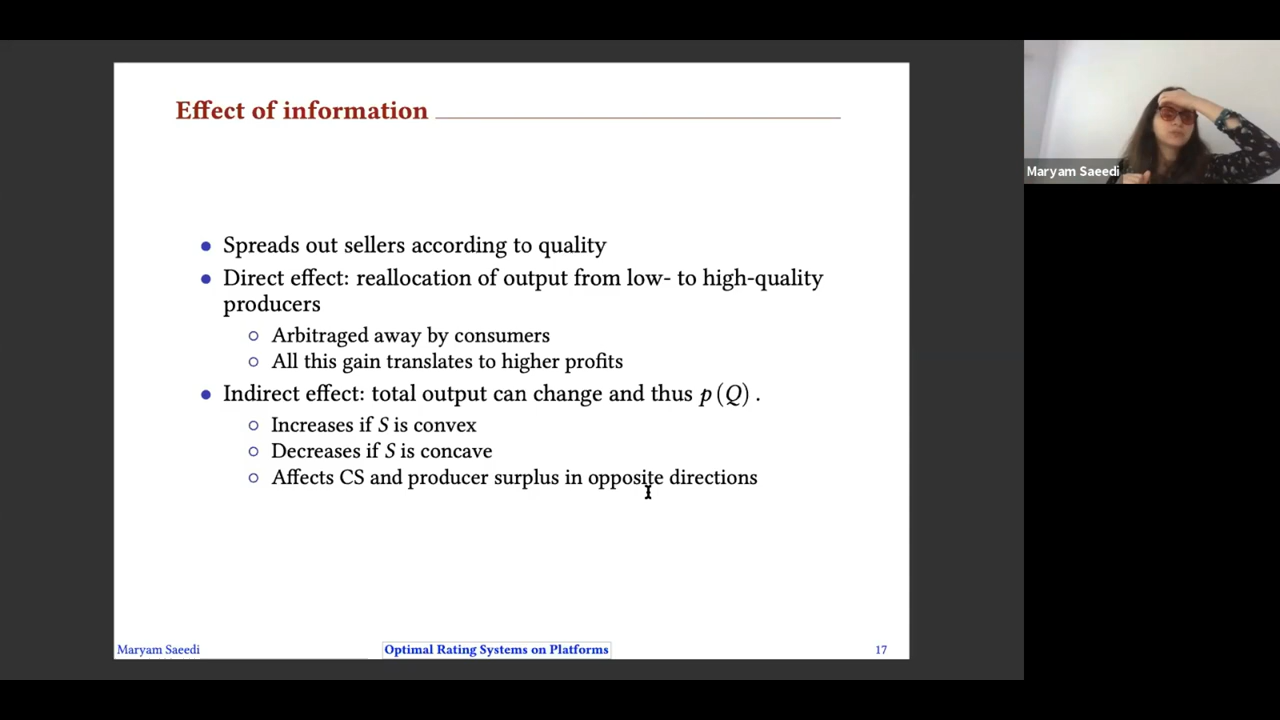 Effect of information
Maryam Saeedi
• Spreads out sellers according to quality
• Direct effect: reallocation of output from low- to high-quality
producers
○ Arbitraged away by consumers
○ All this gain translates to higher profits
• Indirect effect: total output can change and thus p(Q).
○ Increases if S is convex
○ Decreases if S is concave
○ Affects CS and producer surplus in opposite directions
Maryam Saeedi
Optimal Rating Systems on Platforms
17